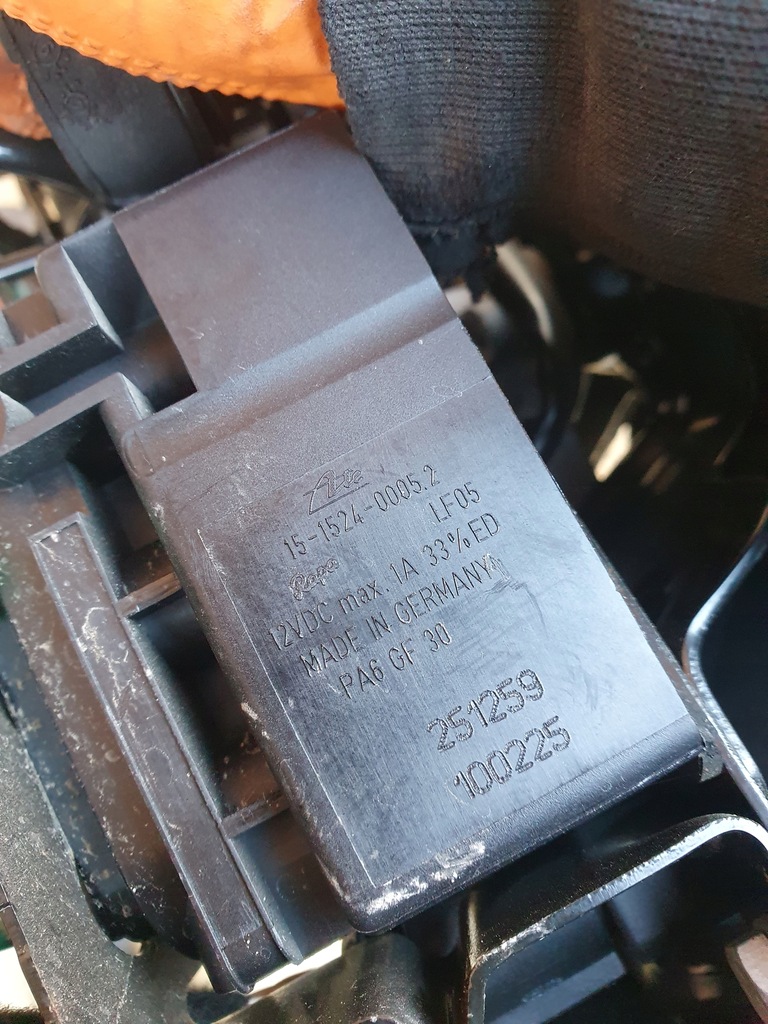 Ate
15-1524-0005.2
LF05
Rapa
12VDC max. 1A 33%ED
MADE IN GERMANY
PA6 GF 30
251259
100225